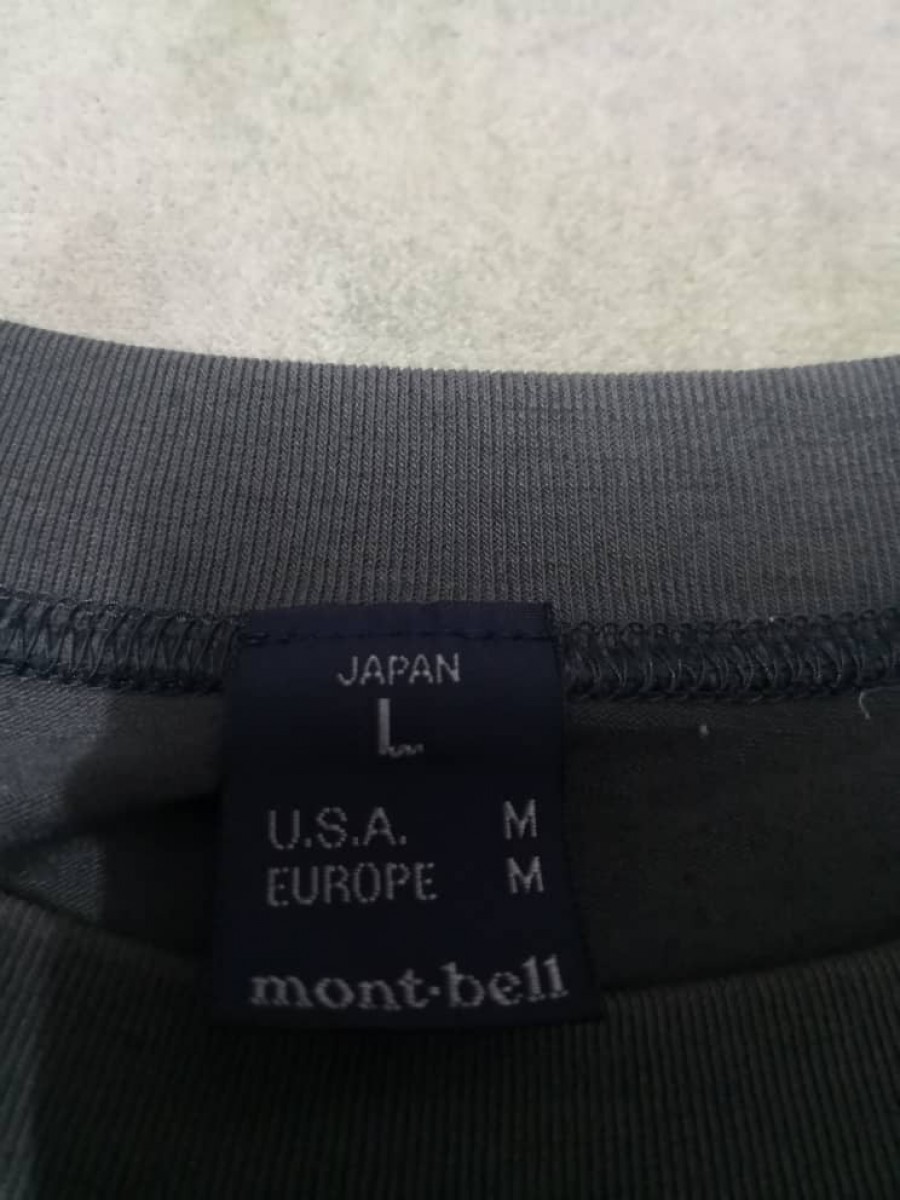 JAPAN
L
U.S.A. M
EUROPE M
mont-bell